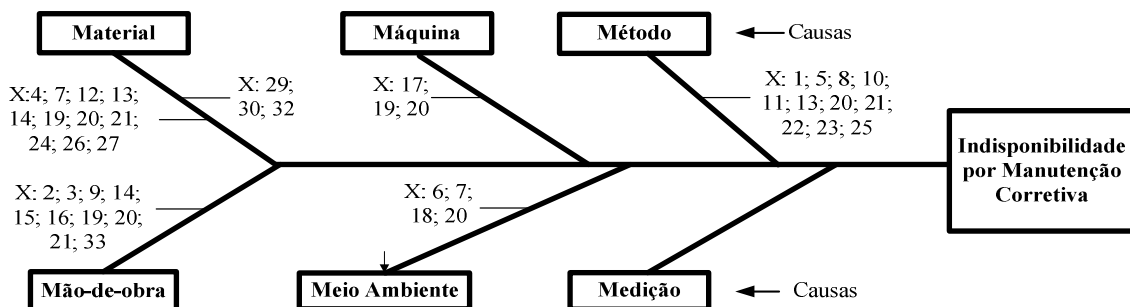 Material
Máquina
Método
Causas
X:4; 7; 12; 13;
14; 19; 20; 21;
24; 26; 27
X: 29;
30; 32
X: 17;
19; 20
X: 1; 5; 8; 10;
11; 13; 20; 21;
22; 23; 25
Indisponibilidade
por Manutenção
Corretiva
X: 2; 3; 9; 14;
15; 16; 19; 20;
21; 33
X: 6; 7;
18; 20
Mão-de-obra
Meio Ambiente
Medição
Causas